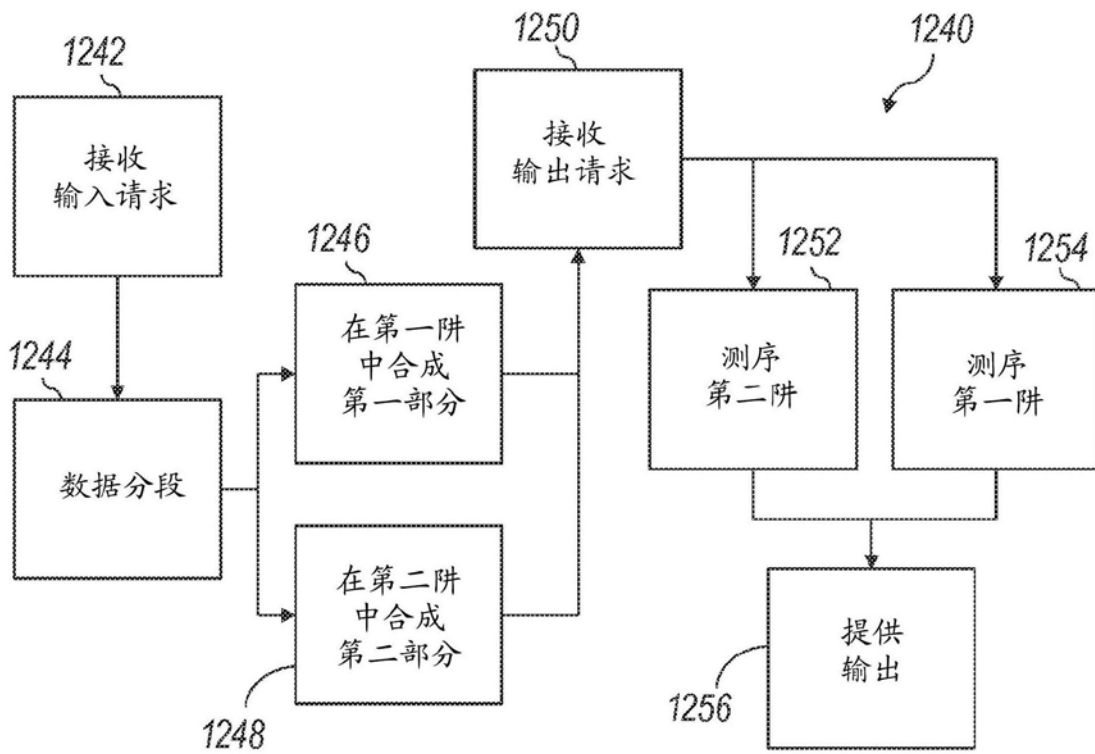 1242
接收
输入请求
1244
数据分段
1246
在第一阱
中合成
第一部分
在第二阱
中合成
第二部分
1248
1250
接收
输出请求
1240
1252
测序
第二阱
1254
测序
第一阱
提供
输出
1256